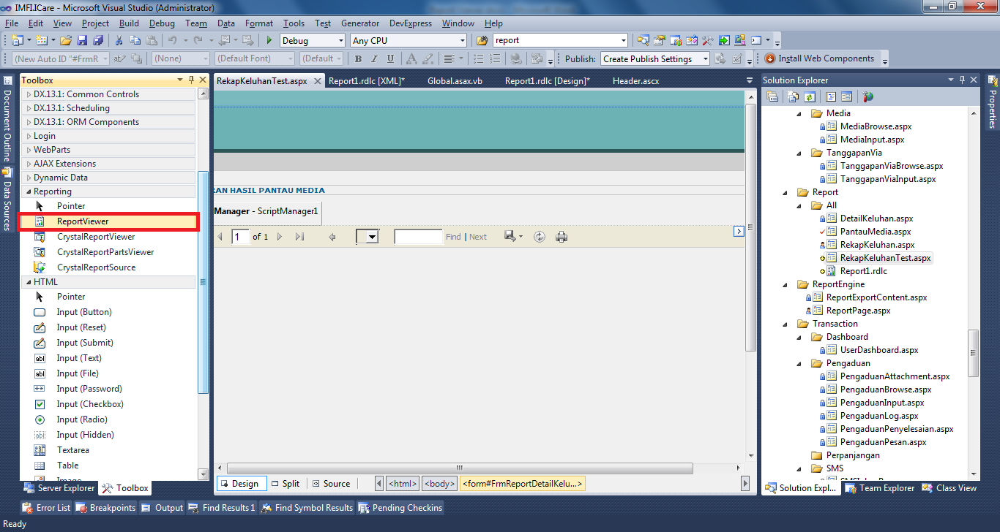 IMFIJCare - Microsoft Visual Studio (Administrator)
File Edit View Project Build Debug Team Data Format Tools Test Generator DevExpress Window Help
Debug Any CPU report
(New Auto ID "#FrmR (None) (Default Font) (Default B I U A Publish: Create Publish Settings Install Web Components
Document Outline
Data Sources
Toolbox
DX.13.1: Common Controls
DX.13.1: Scheduling
DX.13.1: ORM Components
Login
WebParts
AJAX Extensions
Dynamic Data
Reporting
Pointer
ReportViewer
CrystalReportViewer
CrystalReportPartsViewer
CrystalReportSource
HTML
Pointer
Input (Button)
Input (Reset)
Input (Submit)
Input (Text)
Input (File)
Input (Password)
Input (Checkbox)
Input (Radio)
Input (Hidden)
Textarea
Table
Image
Server Explorer Toolbox
RekapKeluhanTest.aspx Report1.rdlc [XML]* Global.asax.vb Report1.rdlc [Design]* Header.ascx
RAN HASIL PANTAU MEDIA
Manager - ScriptManager1
1 of 1 Find | Next
Design Split Source <html> <body> <form#FrmReportDetailKelu...>
Solution Explorer
Media
MediaBrowse.aspx
MediaInput.aspx
TanggapanVia
TanggapanViaBrowse.aspx
TanggapanViaInput.aspx
Report
All
DetailKeluhan.aspx
PantauMedia.aspx
RekapKeluhan.aspx
RekapKeluhanTest.aspx
Report1.rdlc
ReportEngine
ReportExportContent.aspx
ReportPage.aspx
Transaction
Dashboard
UserDashboard.aspx
Pengaduan
PengaduanAttachment.aspx
PengaduanBrowse.aspx
PengaduanInput.aspx
PengaduanLog.aspx
PengaduanPenyelesaian.aspx
PengaduanPesan.aspx
Perpanjangan
SMS
Solution Expl... Team Explorer Class View
Properties
Error List Breakpoints Output Find Results 1 Find Symbol Results Pending Checkins
Ready